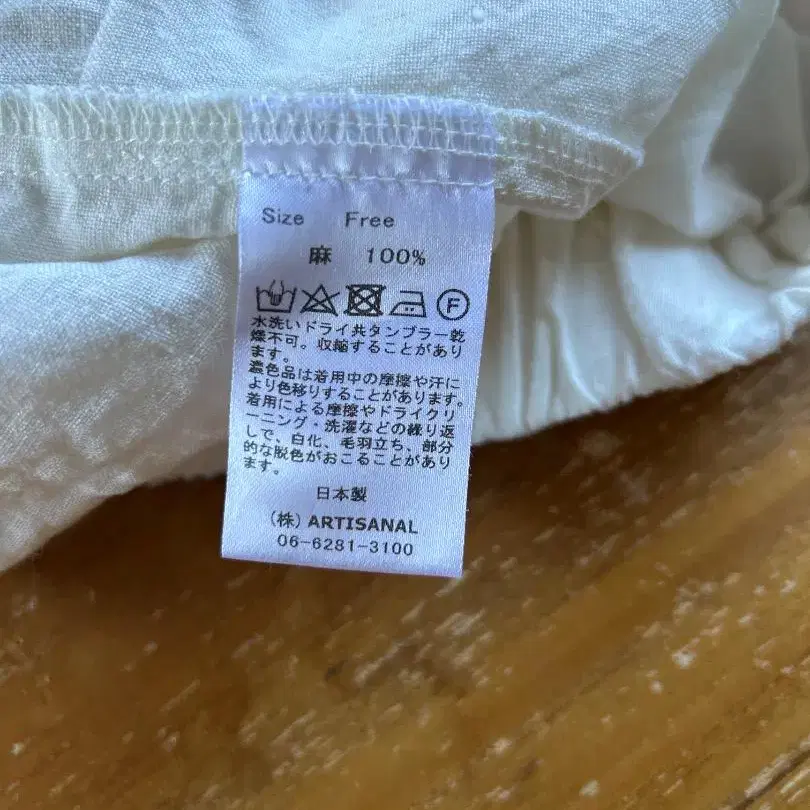 Size Free
麻 100%
F
水洗いドライ共タンブラー乾
燥不可。収縮することがあり
ます。
濃色品は着用中の摩擦や汗に
より色移りすることがあります。
着用による摩擦やドライクリ
ーニング・洗濯などの繰り返
しで、白化、毛羽立ち、部分
的な脱色がおこることがあり
ます。
日本製
(株) ARTISANAL
06-6281-3100